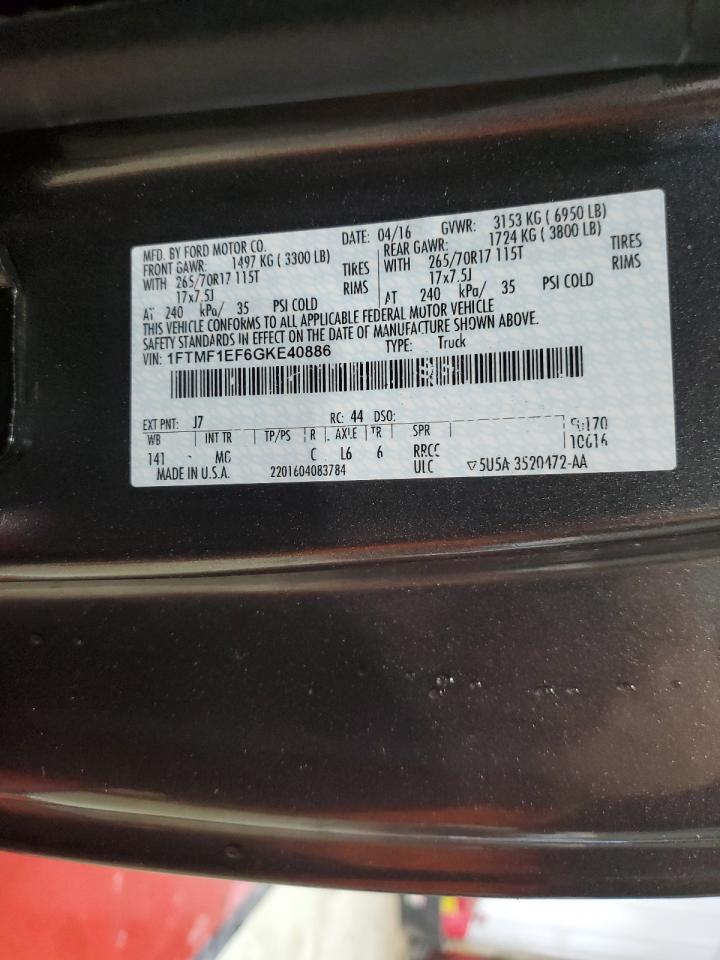 MFD. BY FORD MOTOR CO. DATE: 04/16 GVWR: 3153 KG ( 6950 LB)
FRONT GAWR: 1497 KG ( 3300 LB) REAR GAWR: 1724 KG ( 3800 LB)
WITH 265/70R17 115T TIRES WITH 265/70R17 115T TIRES
17x7.5J RIMS 17x7.5J RIMS
AT 240 kPa/ 35 PSI COLD AT 240 kPa/ 35 PSI COLD
THIS VEHICLE CONFORMS TO ALL APPLICABLE FEDERAL MOTOR VEHICLE
SAFETY STANDARDS IN EFFECT ON THE DATE OF MANUFACTURE SHOWN ABOVE.
VIN: 1FTMF1EF6GKE40886 TYPE: Truck
EXT PNT: J7 RC: 44 DSO:
WB INT TR TP/PS R AXLE TR SPR
141 - MG C L6 6 RRCC 10616
MADE IN U.S.A. 2201604083784 ULC ▽5U5A-3520472-AA